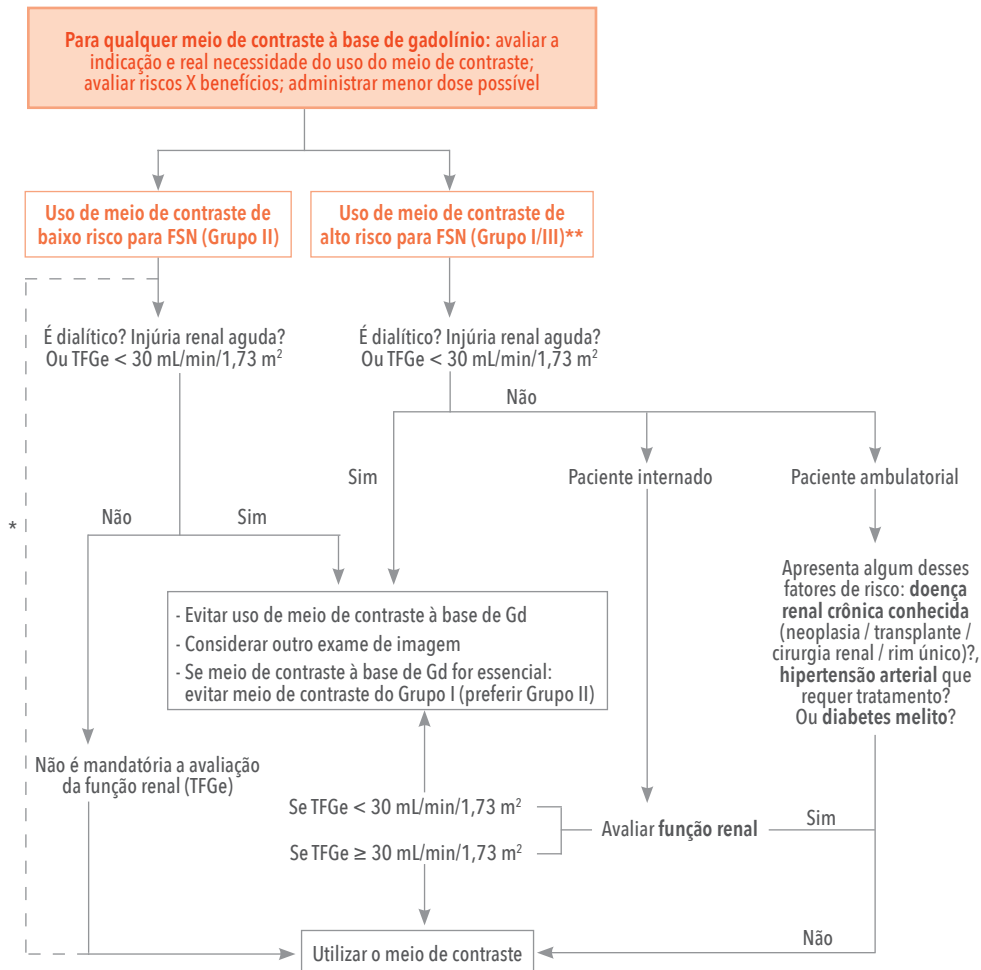 Para qualquer meio de contraste à base de gadolínio: avaliar a
indicação e real necessidade do uso do meio de contraste;
avaliar riscos X benefícios; administrar menor dose possível
Uso de meio de contraste de
baixo risco para FSN (Grupo II)
Uso de meio de contraste de
alto risco para FSN (Grupo I/III)**
É dialítico? Injúria renal aguda?
Ou TFGe < 30 mL/min/1,73 m²
É dialítico? Injúria renal aguda?
Ou TFGe < 30 mL/min/1,73 m²
Não
Sim
Paciente internado
Paciente ambulatorial
*
Não
Sim
Apresenta algum desses
fatores de risco: doença
renal crônica conhecida
(neoplasia / transplante /
cirurgia renal / rim único)?,
hipertensão arterial que
requer tratamento?
Ou diabetes melito?
- Evitar uso de meio de contraste à base de Gd
- Considerar outro exame de imagem
- Se meio de contraste à base de Gd for essencial:
evitar meio de contraste do Grupo I (preferir Grupo II)
Não é mandatória a avaliação
da função renal (TFGe)
Se TFGe < 30 mL/min/1,73 m²
Se TFGe ≥ 30 mL/min/1,73 m²
Avaliar função renal
Sim
Não
Utilizar o meio de contraste